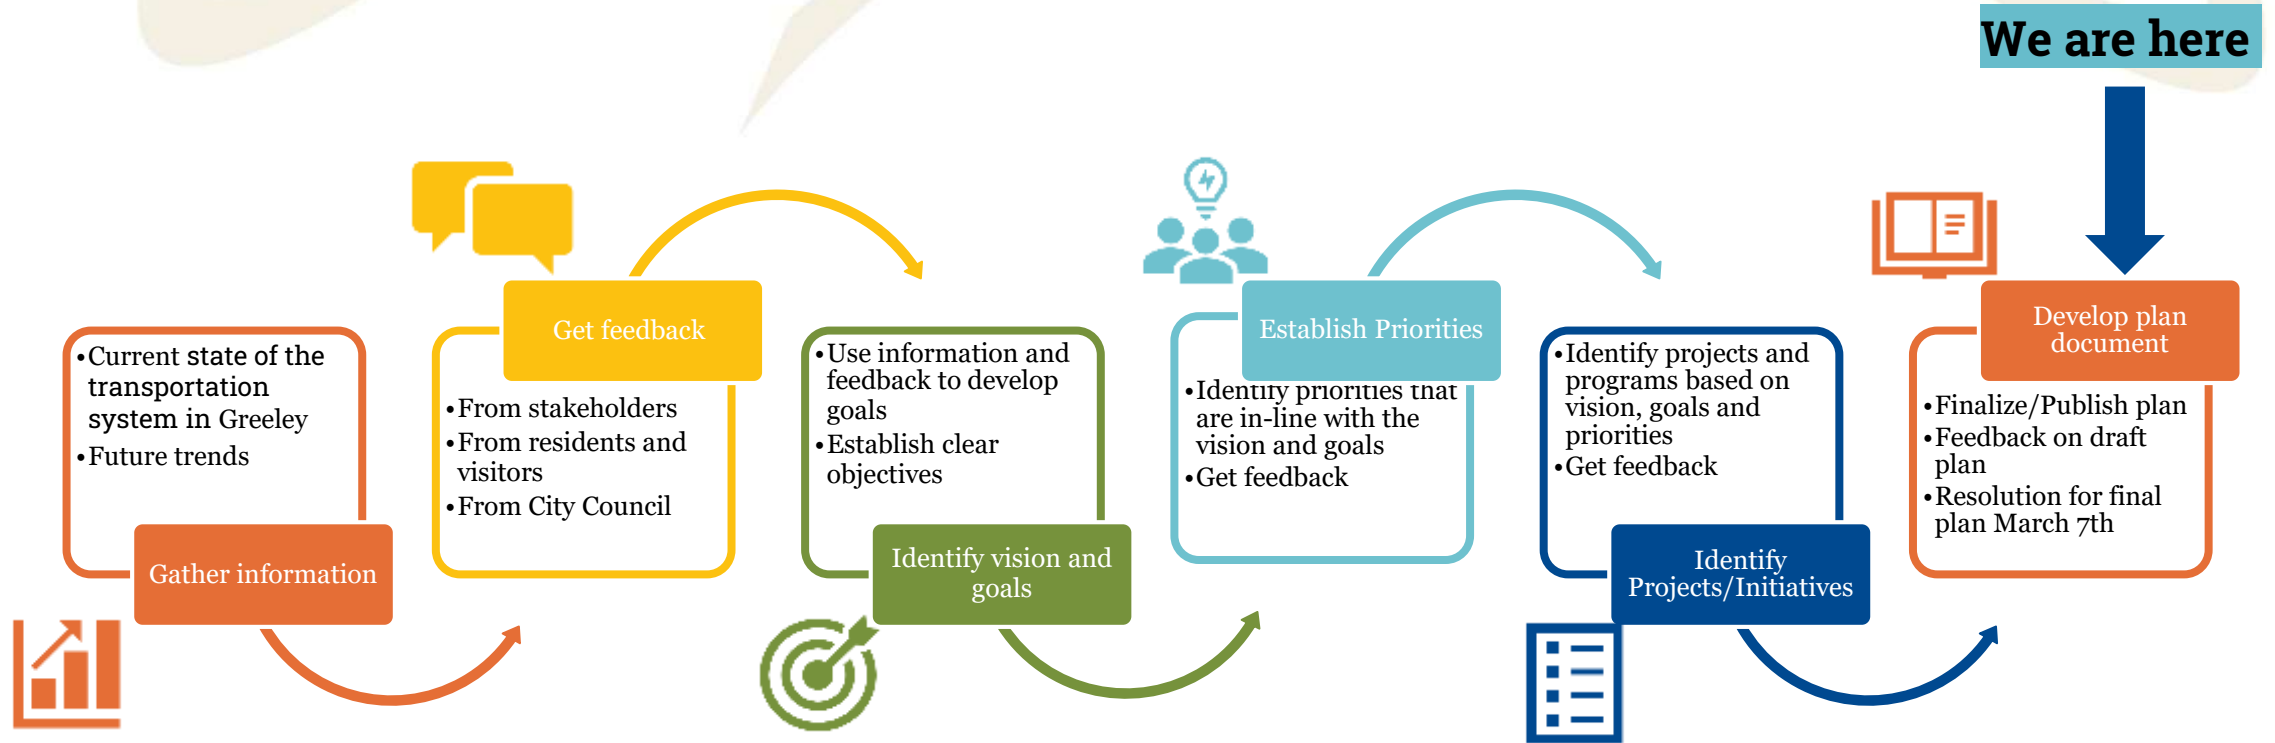 We are here
•Current state of the
transportation
system in Greeley
•Future trends
Gather information
Get feedback
•From stakeholders
•From residents and
visitors
•From City Council
•Use information and
feedback to develop
goals
•Establish clear
objectives
Identify vision and
goals
Establish Priorities
•Identify priorities that
are in-line with the
vision and goals
•Get feedback
•Identify projects and
programs based on
vision, goals and
priorities
•Get feedback
Identify
Projects/Initiatives
Develop plan
document
•Finalize/Publish plan
•Feedback on draft
plan
•Resolution for final
plan March 7th